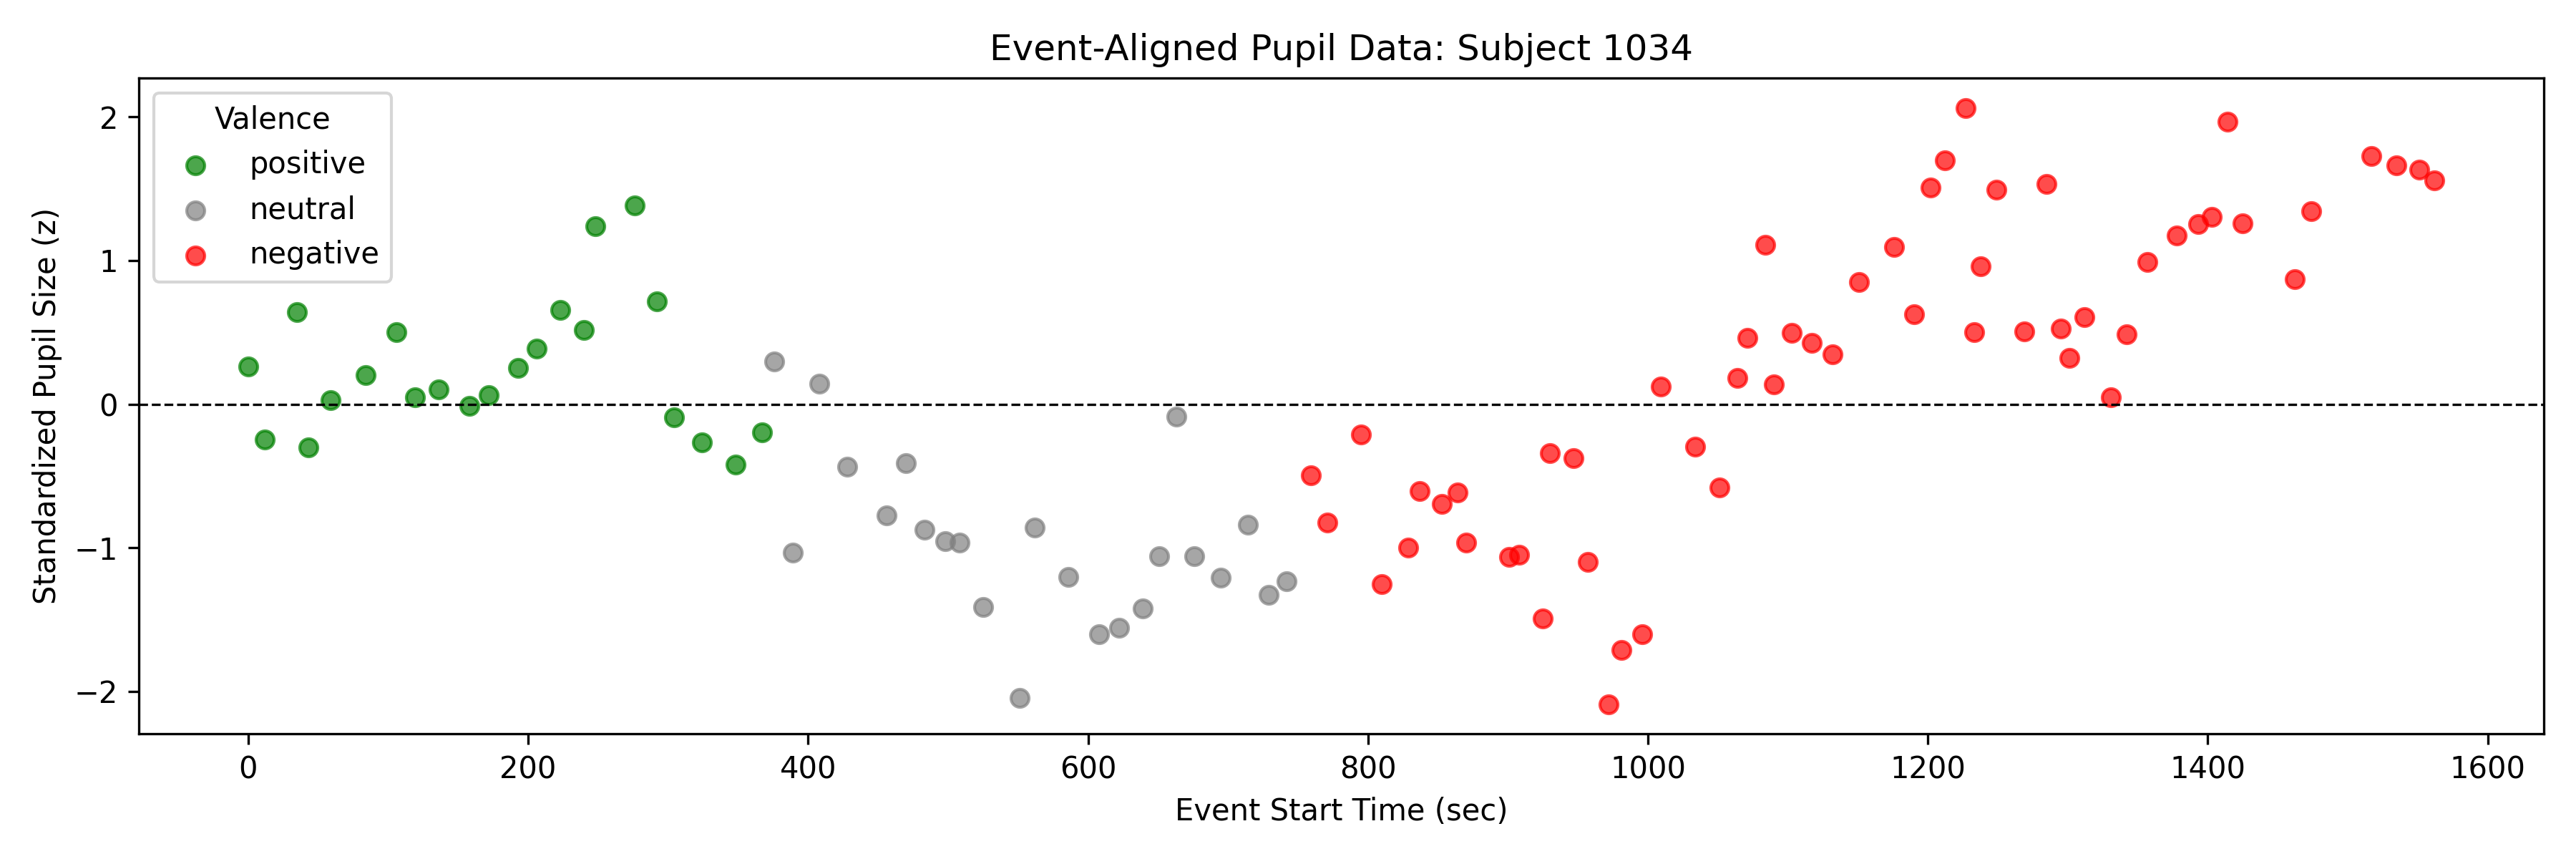 Event-Aligned Pupil Data: Subject 1034
Valence
positive
neutral
negative
Standardized Pupil Size (z)
2
1
0
−1
−2
0 200 400 600 800 1000 1200 1400 1600
Event Start Time (sec)